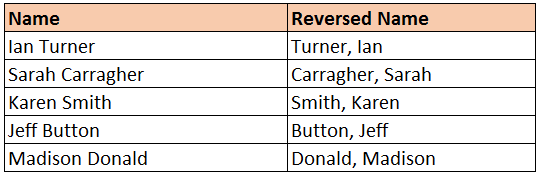 Name Reversed Name
Ian Turner Turner, Ian
Sarah Carragher Carragher, Sarah
Karen Smith Smith, Karen
Jeff Button Button, Jeff
Madison Donald Donald, Madison